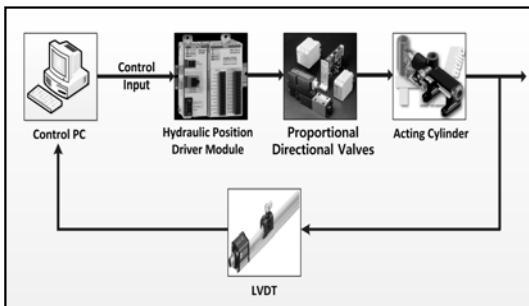 Control
Input
Control PC
Hydraulic Position
Driver Module
Proportional
Directional Valves
Acting Cylinder
LVDT